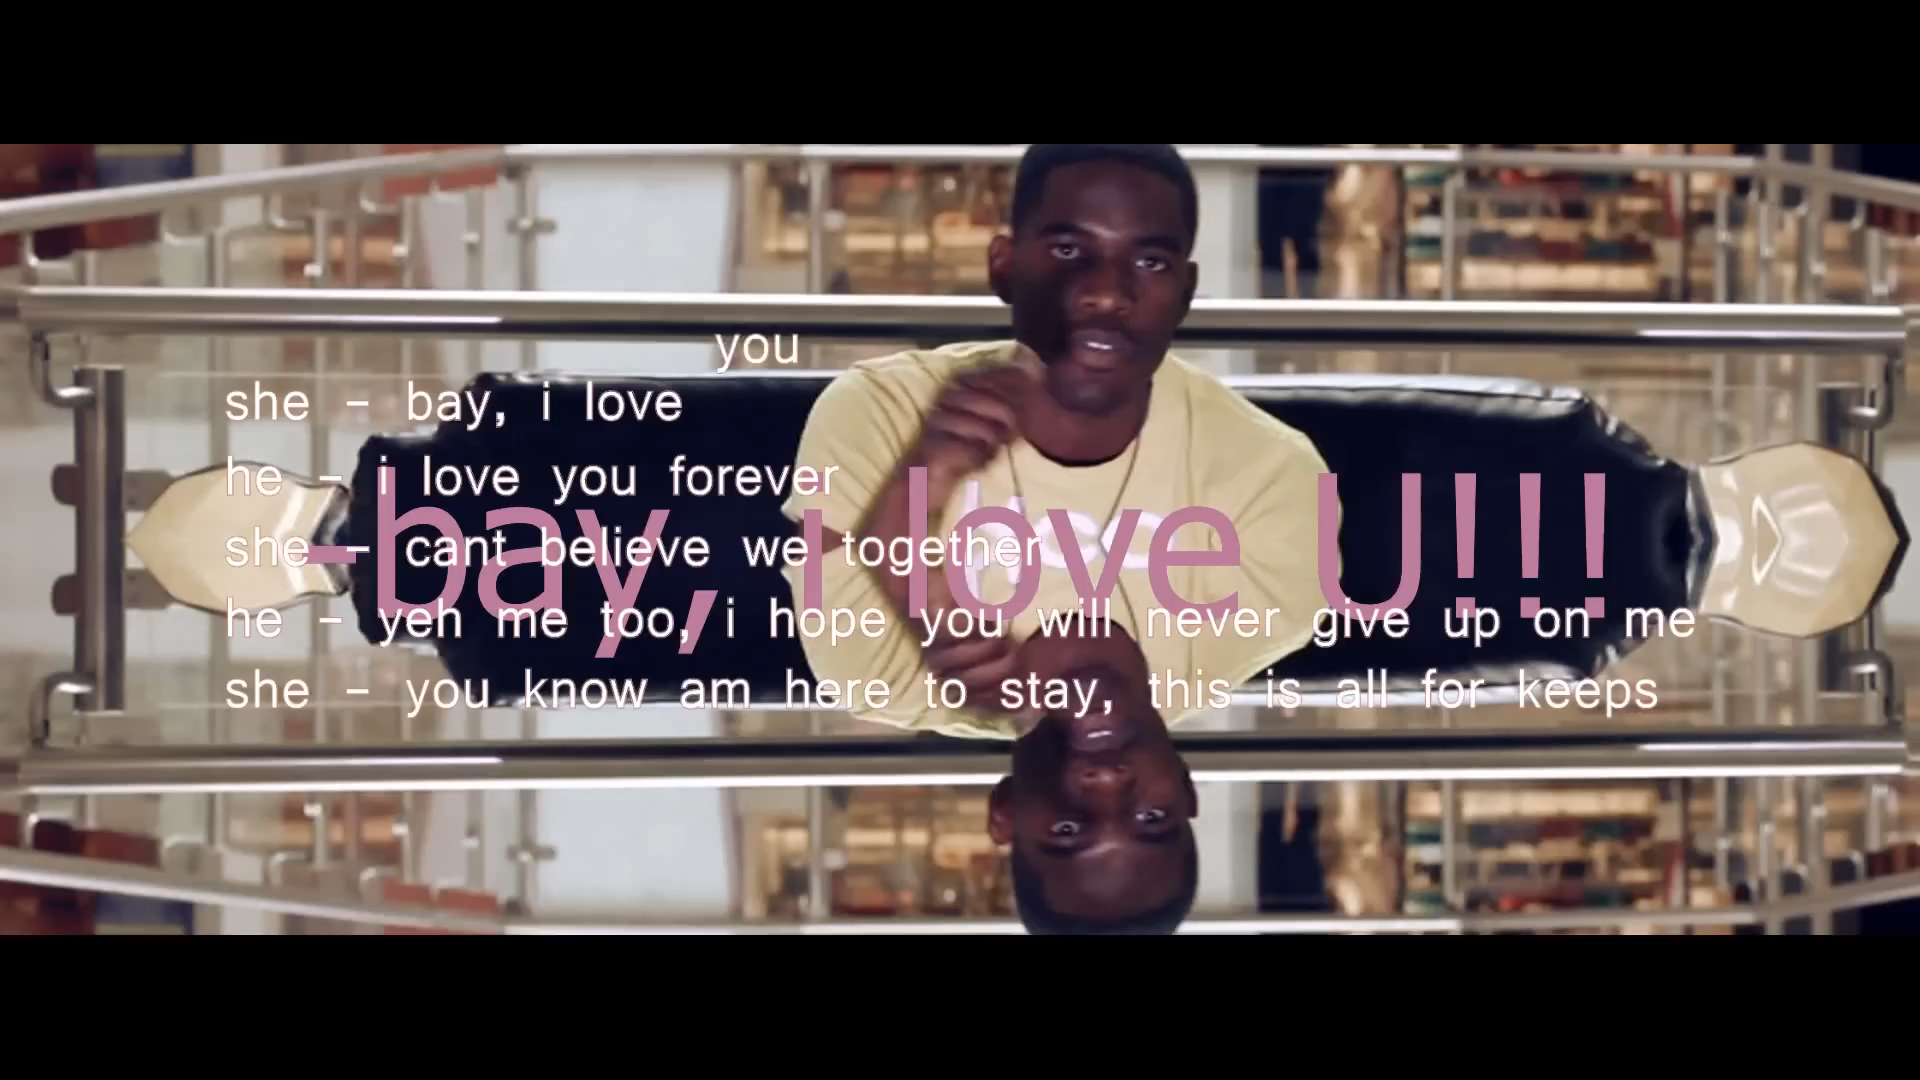 you
she - bay, i love
he - i love you forever
she - cant believe we together
he - yeh me too, i hope you will never give up on me
she - you know am here to stay, this is all for keeps
-bay, i love U!!!